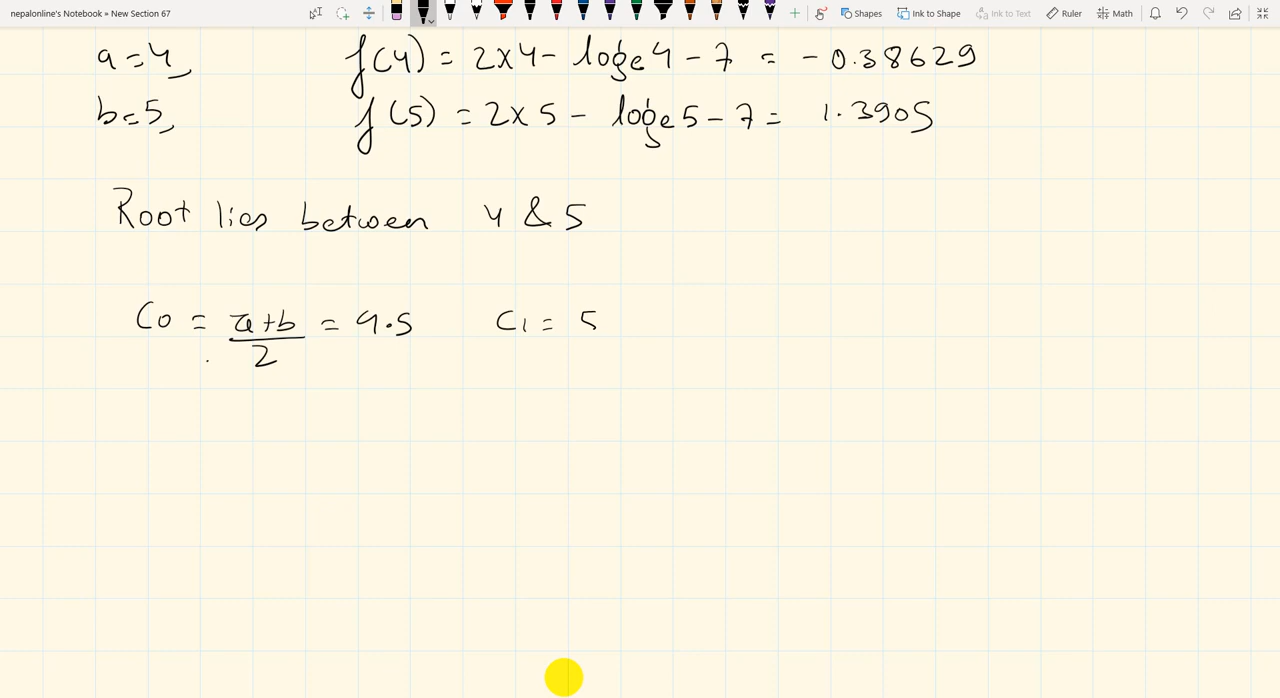 nepalonline's Notebook » New Section 67
Shapes Ink to Shape Ink to Text Ruler Math
a = 4, f(4) = 2x4 - logₑ4 - 7 = -0.38629
b = 5, f(5) = 2x5 - logₑ5 - 7 = 1.3905
Root lies between 4 & 5
C0 = a+b/2 = 4.5 C1 = 5